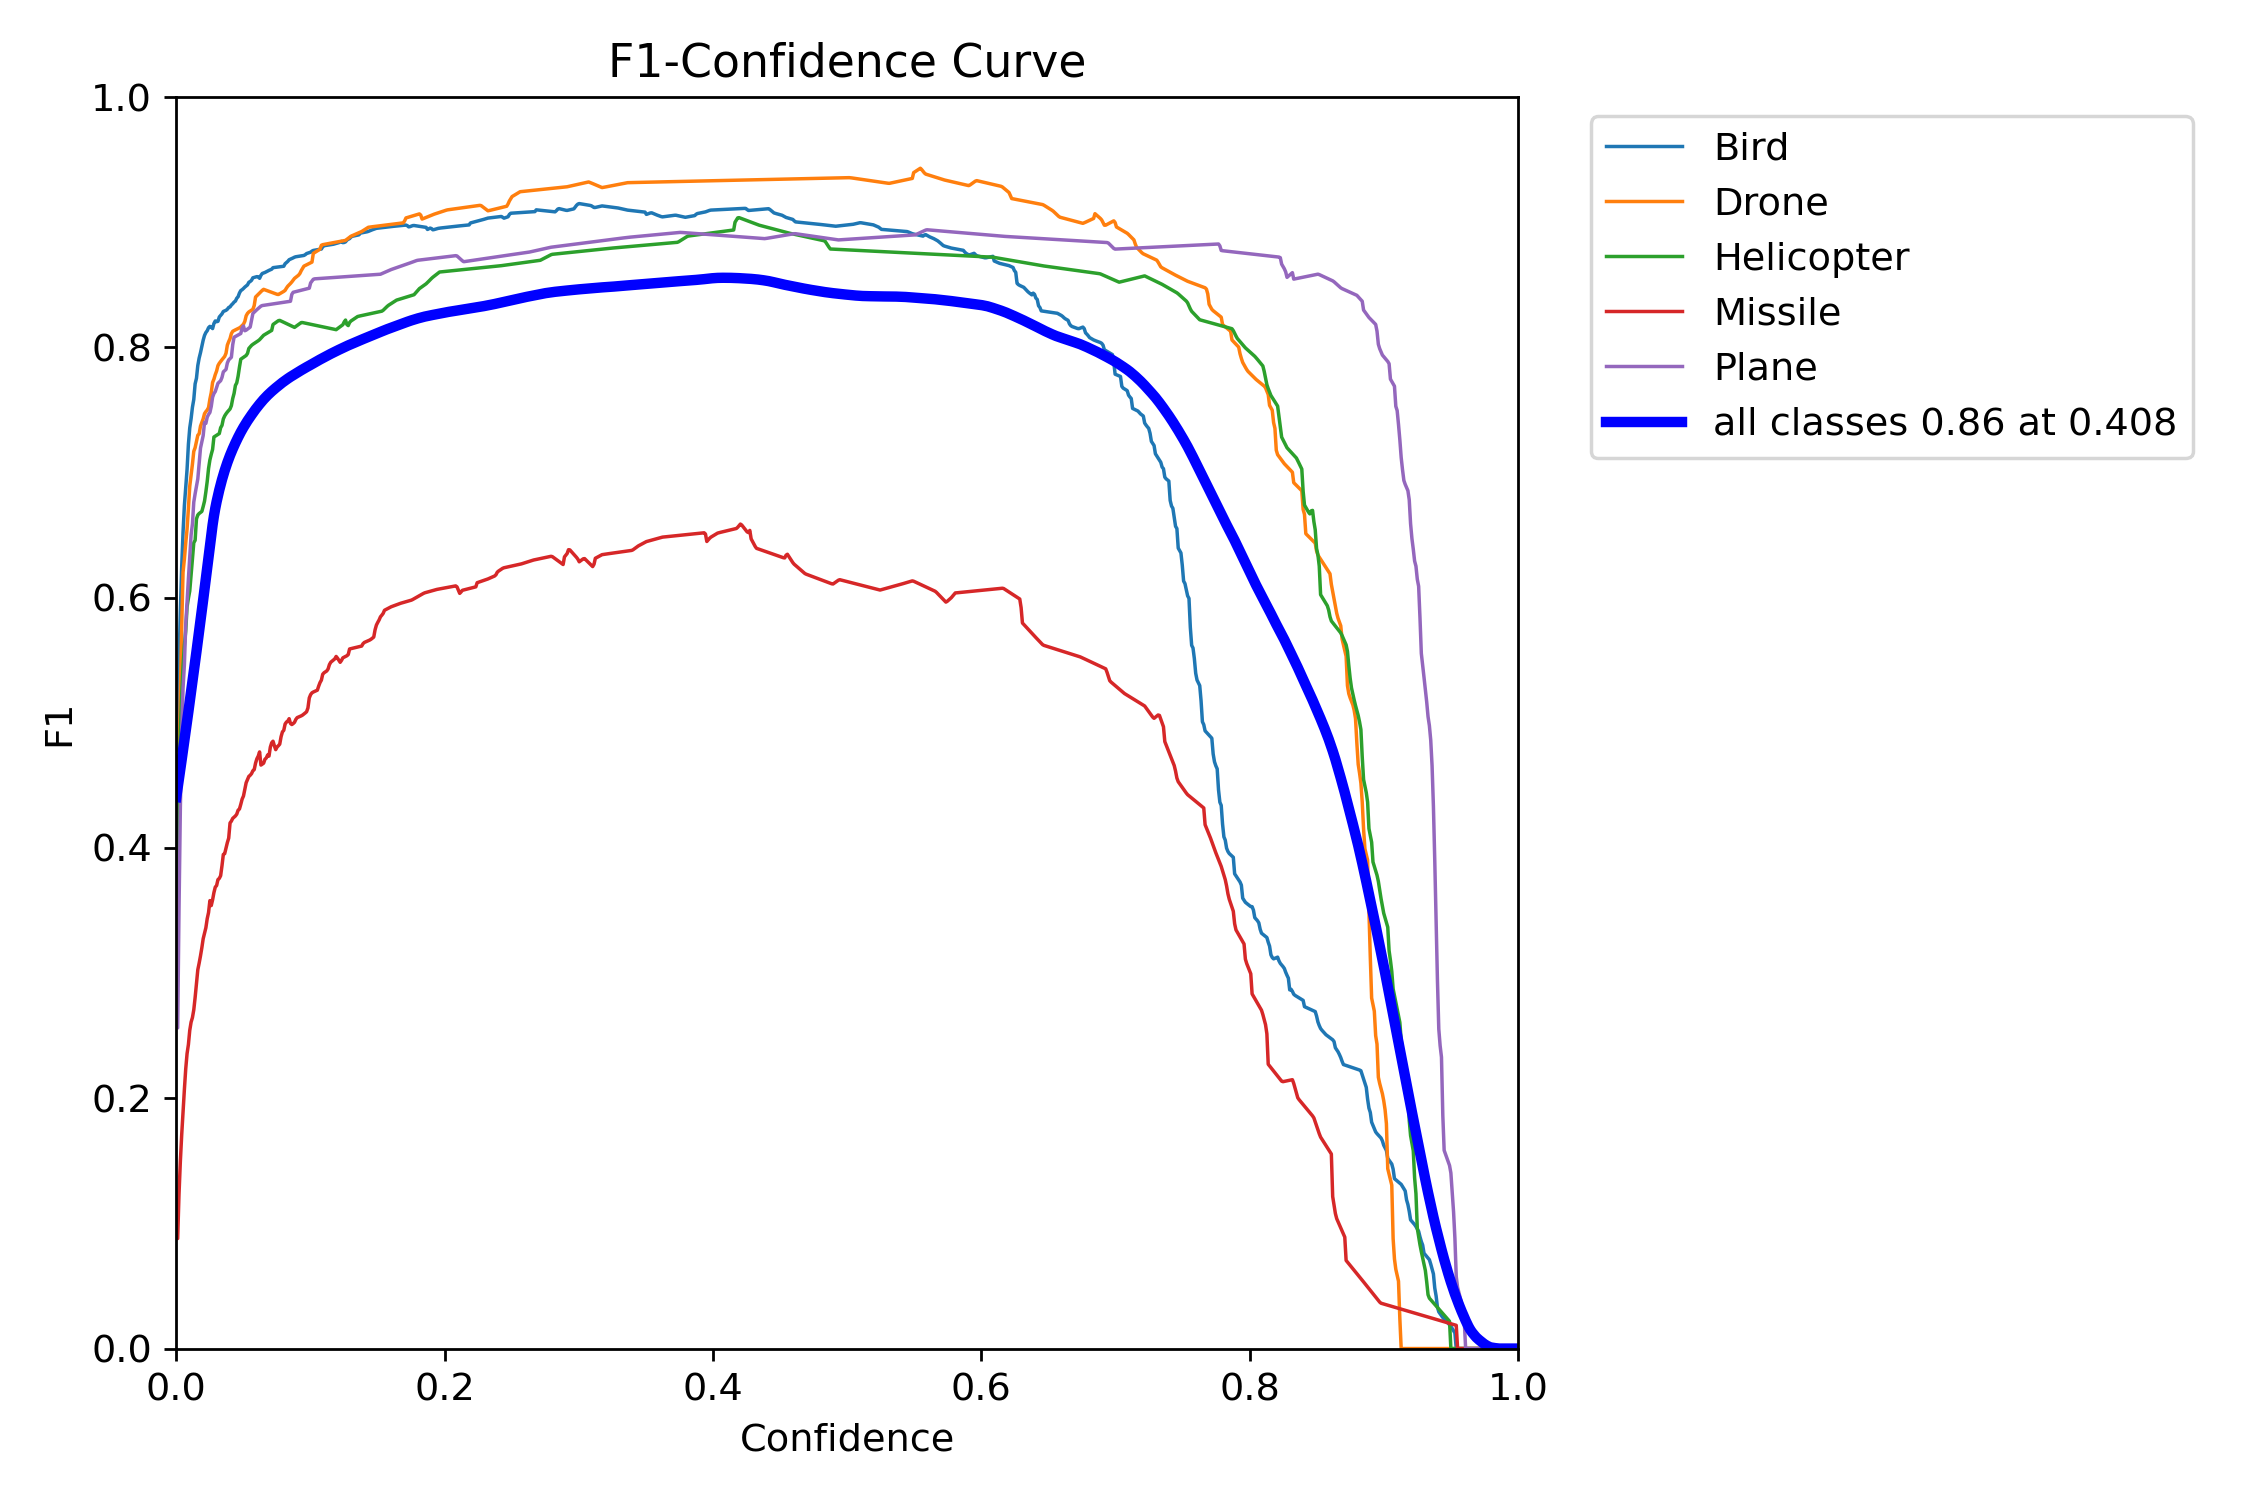 F1-Confidence Curve
1.0
0.8
0.6
0.4
0.2
0.0
F1
0.0 0.2 0.4 0.6 0.8 1.0
Confidence
Bird
Drone
Helicopter
Missile
Plane
all classes 0.86 at 0.408